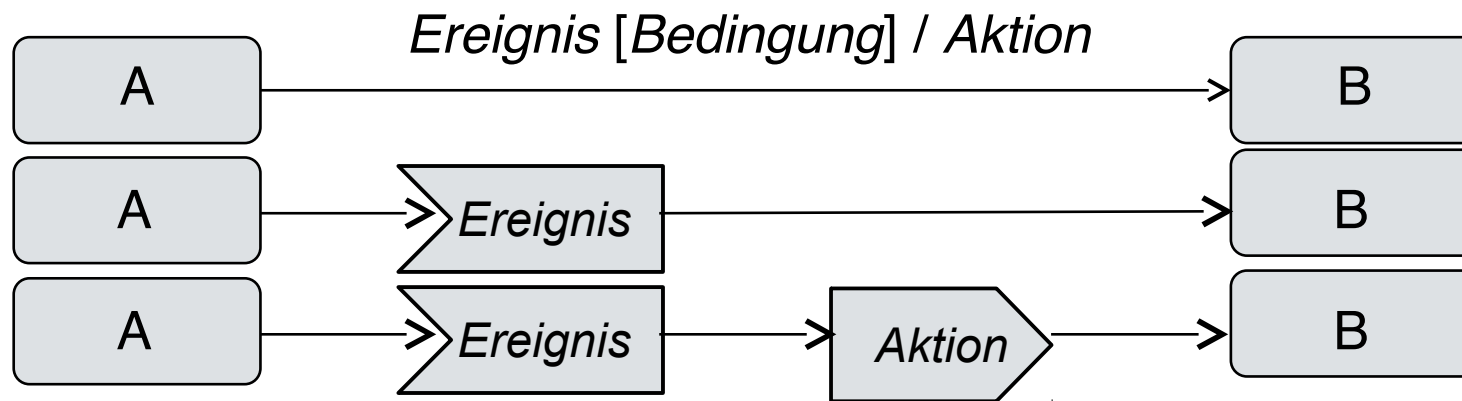 Ereignis [Bedingung] / Aktion
A B
A Ereignis B
A Ereignis Aktion B